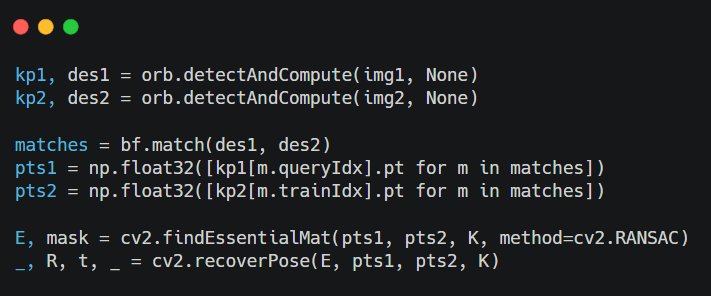 kp1, des1 = orb.detectAndCompute(img1, None)
kp2, des2 = orb.detectAndCompute(img2, None)
matches = bf.match(des1, des2)
pts1 = np.float32([kp1[m.queryIdx].pt for m in matches])
pts2 = np.float32([kp2[m.trainIdx].pt for m in matches])
E, mask = cv2.findEssentialMat(pts1, pts2, K, method=cv2.RANSAC)
_, R, t, _ = cv2.recoverPose(E, pts1, pts2, K)